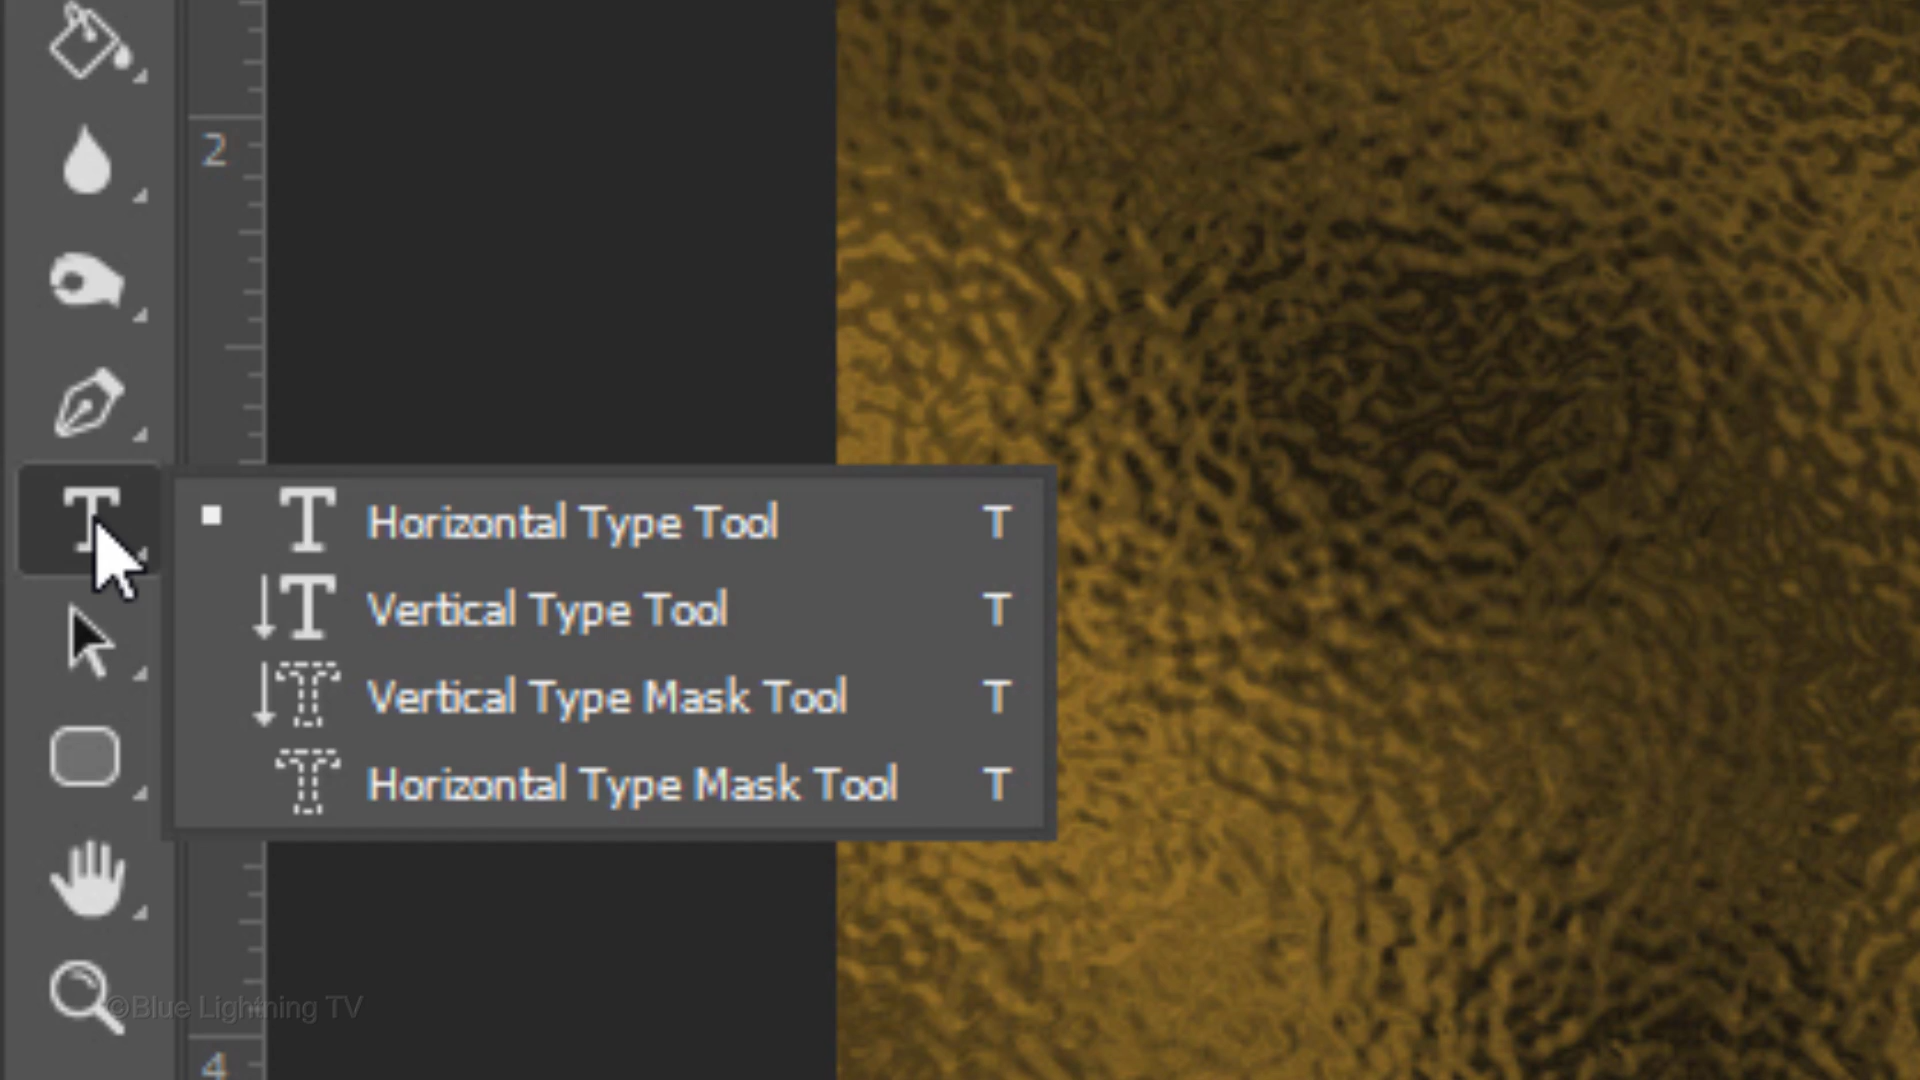 2
Horizontal Type Tool T
Vertical Type Tool T
Vertical Type Mask Tool T
Horizontal Type Mask Tool T
©Blue Lightning TV
4